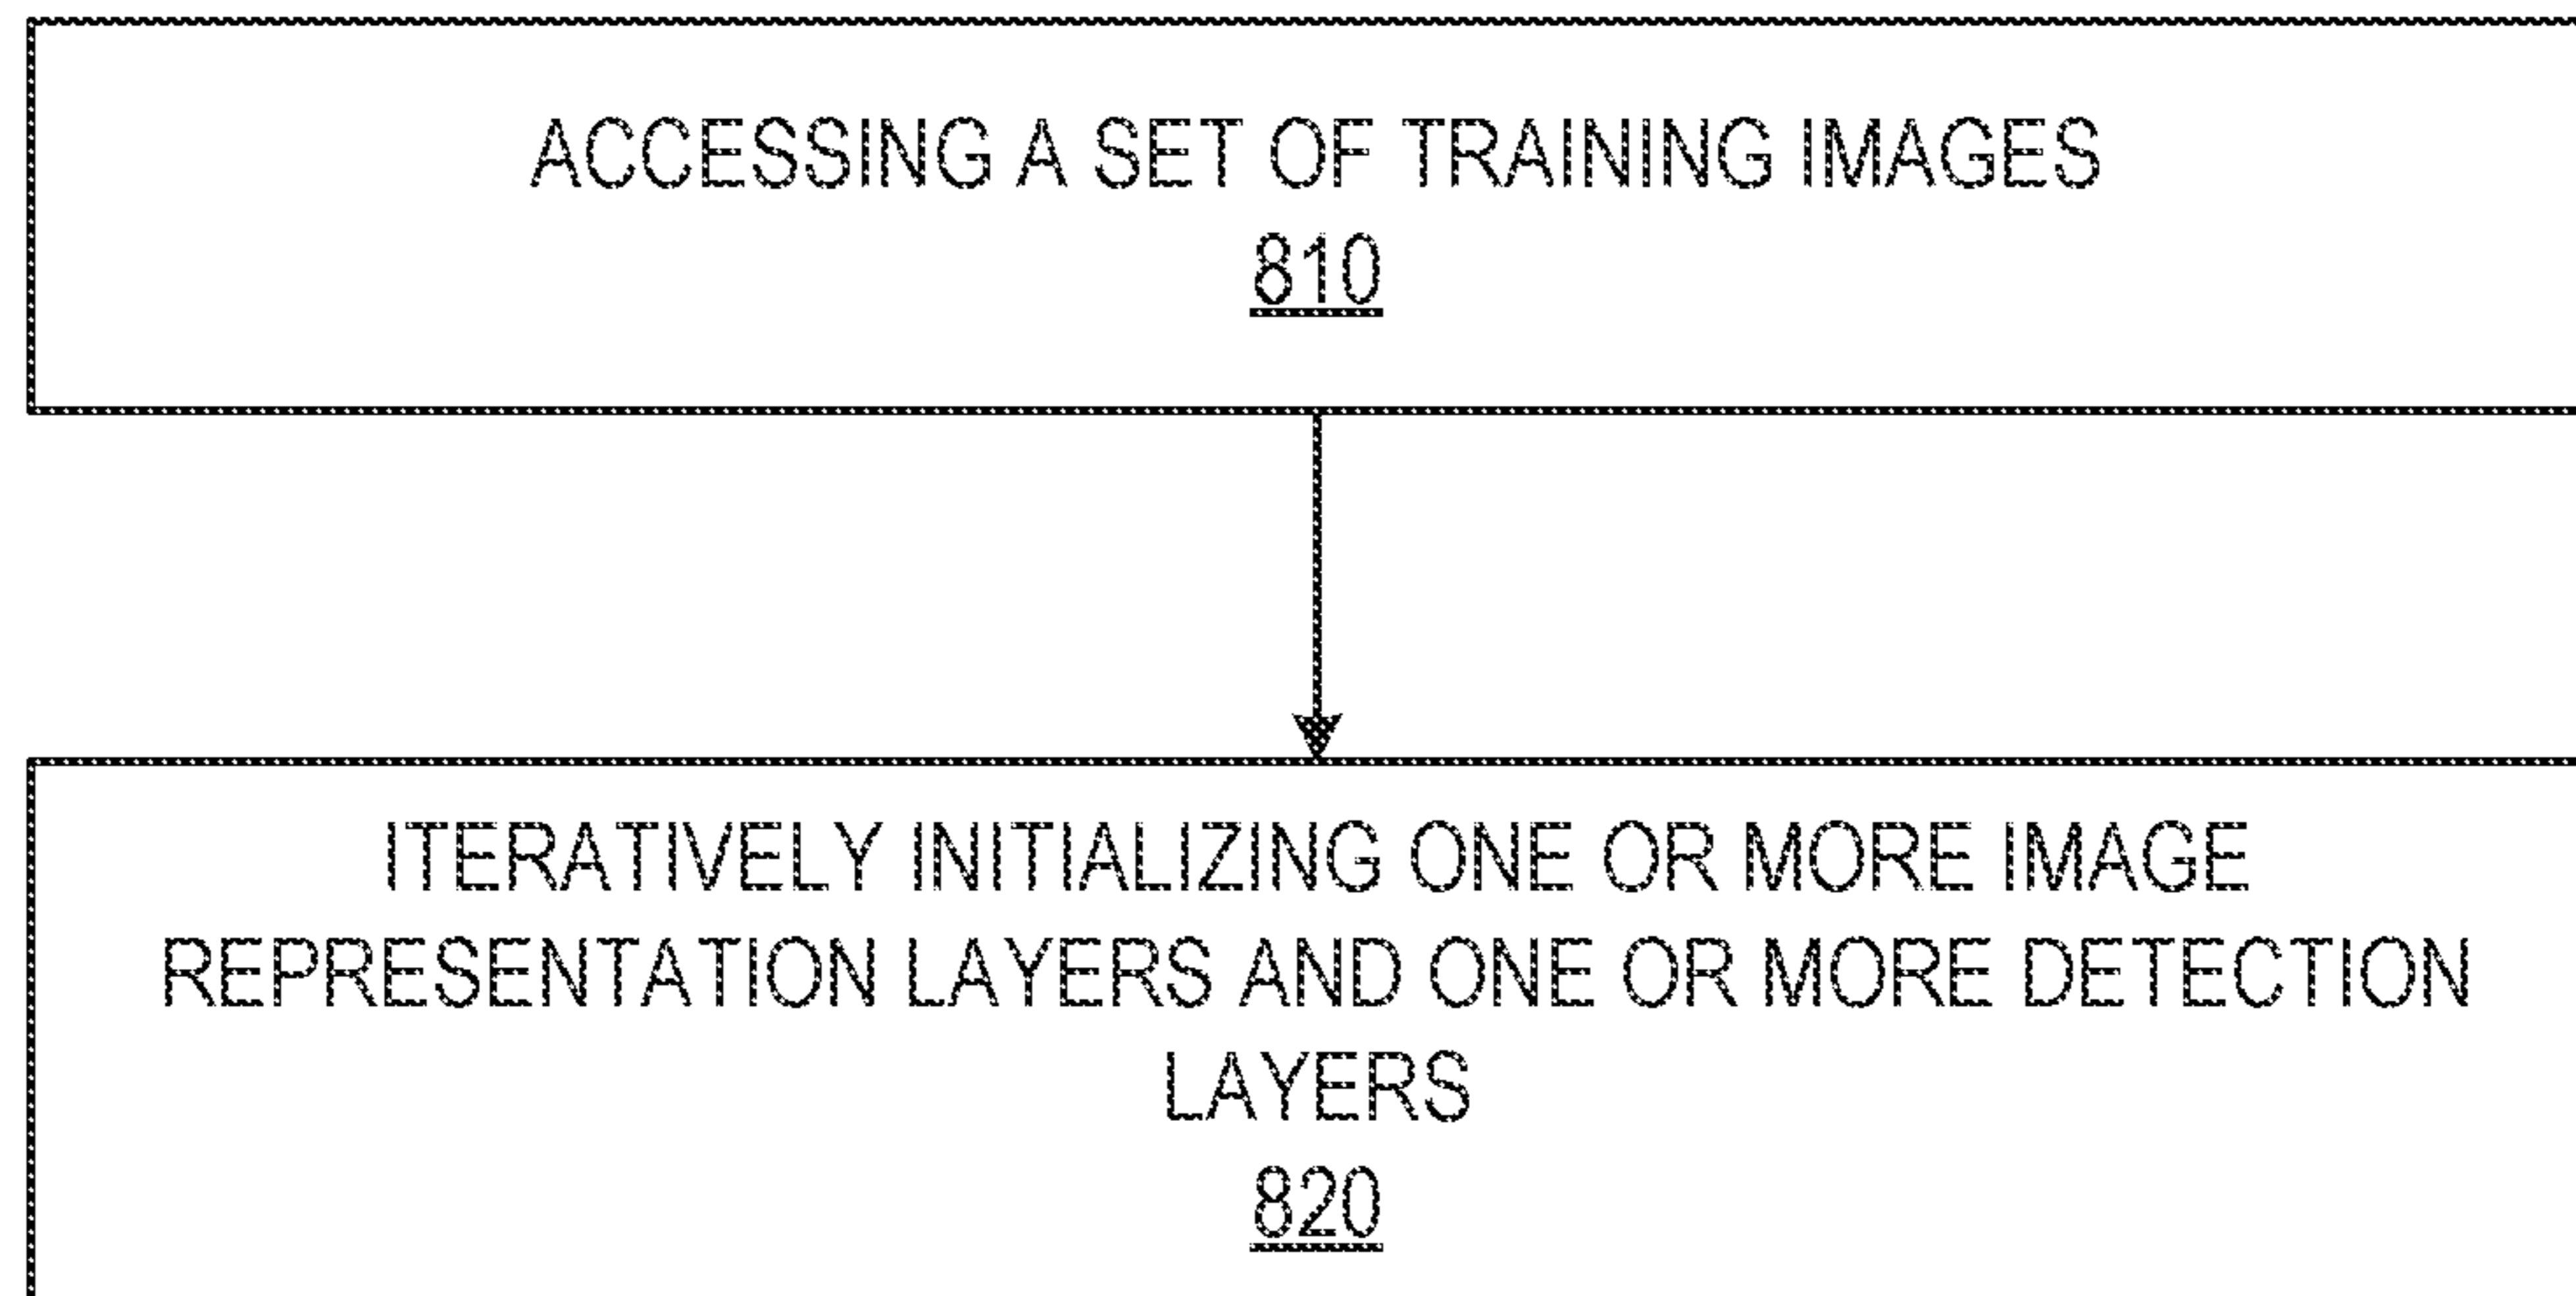 ACCESSING A SET OF TRAINING IMAGES
810
ITERATIVELY INITIALIZING ONE OR MORE IMAGE
REPRESENTATION LAYERS AND ONE OR MORE DETECTION
LAYERS
820